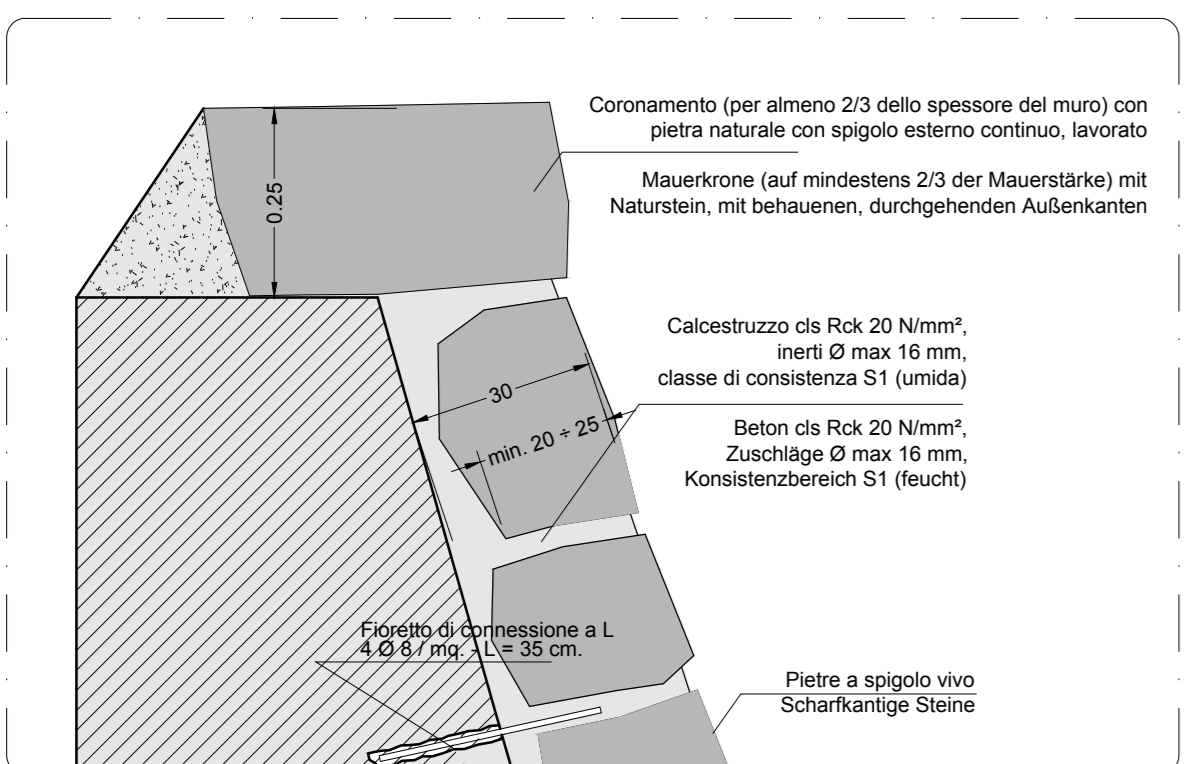 Coronamento (per almeno 2/3 dello spessore del muro) con
pietra naturale con spigolo esterno continuo, lavorato
Mauerkrone (auf mindestens 2/3 der Mauerstärke) mit
Naturstein, mit behauenen, durchgehenden Außenkanten
0.25
Calcestruzzo cls Rck 20 N/mm²,
inerti Ø max 16 mm,
classe di consistenza S1 (umida)
30
min. 20 ÷ 25
Beton cls Rck 20 N/mm²,
Zuschläge Ø max 16 mm,
Konsistenzbereich S1 (feucht)
Fioretto di connessione a L
4 Ø 8 / mq. - L = 35 cm.
Pietre a spigolo vivo
Scharfkantige Steine